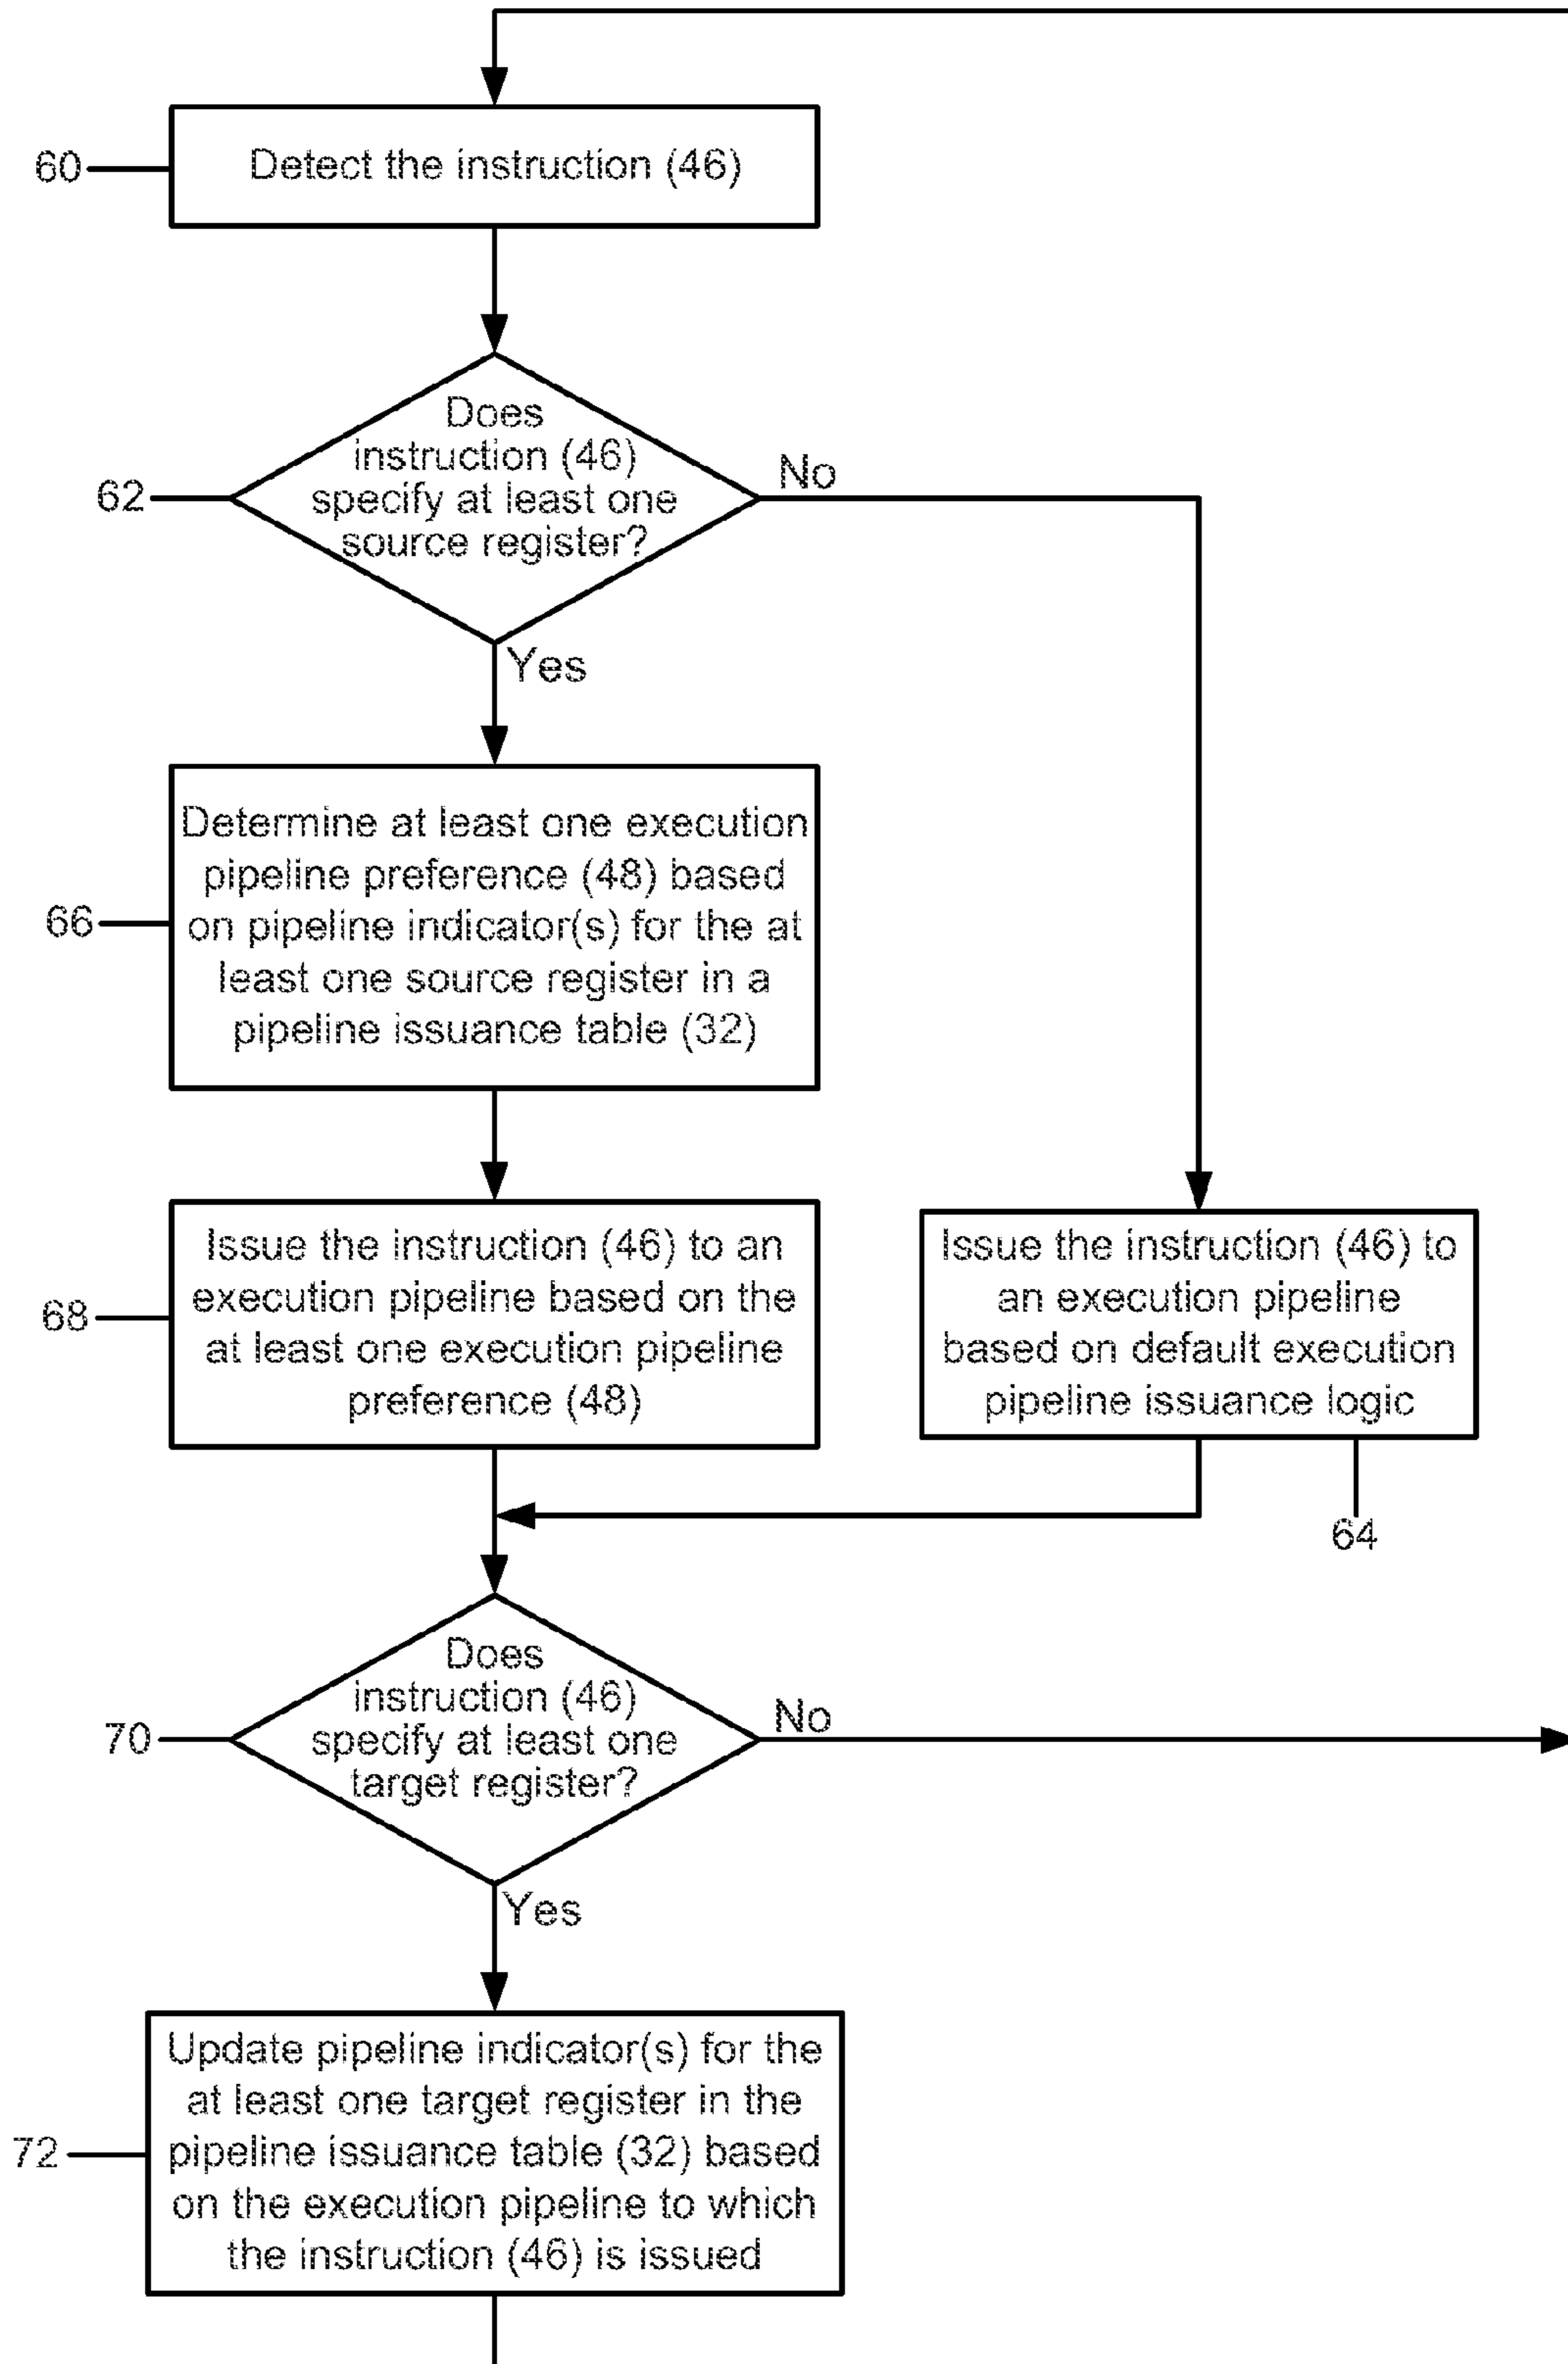 60
Detect the instruction (46)
Does
instruction (46)
specify at least one
source register?
62
No
Yes
Determine at least one execution
pipeline preference (48) based
on pipeline indicator(s) for the at
least one source register in a
pipeline issuance table (32)
66
Issue the instruction (46) to an
execution pipeline based on the
at least one execution pipeline
preference (48)
68
Issue the instruction (46) to
an execution pipeline
based on default execution
pipeline issuance logic
64
Does
instruction (46)
specify at least one
target register?
70
No
Yes
Update pipeline indicator(s) for the
at least one target register in the
pipeline issuance table (32) based
on the execution pipeline to which
the instruction (46) is issued
72